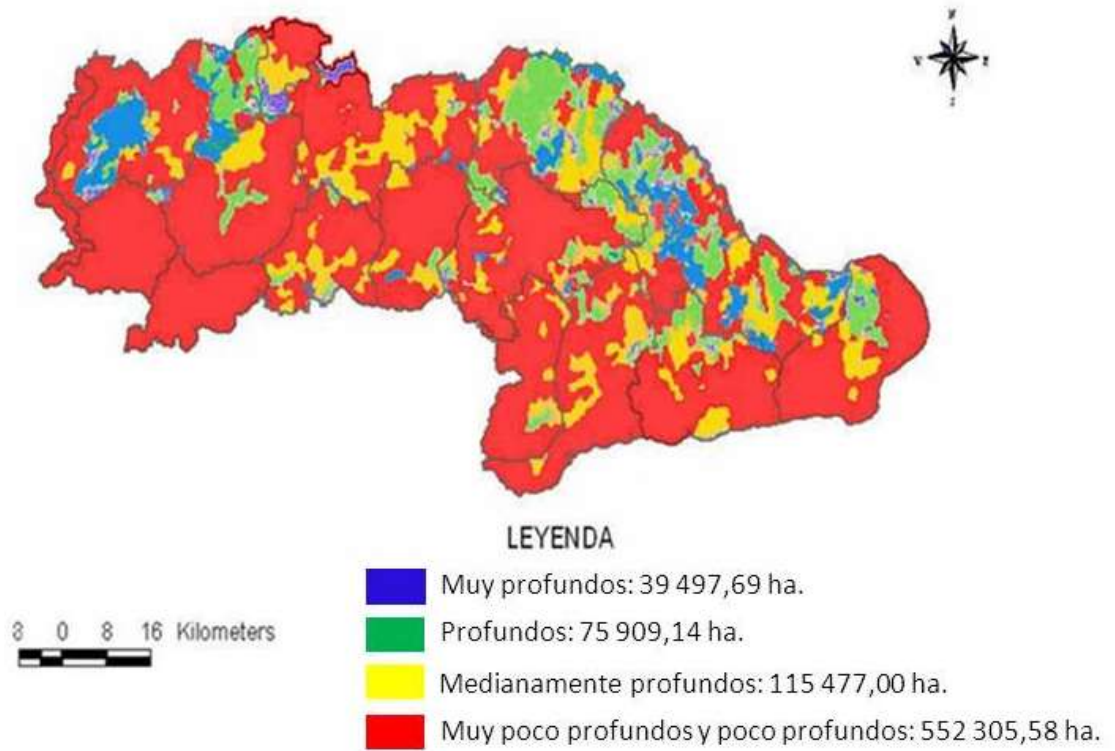 LEYENDA
Muy profundos: 39 497,69 ha.
Profundos: 75 909,14 ha.
8 0 8 16 Kilometers
Medianamente profundos: 115 477,00 ha.
Muy poco profundos y poco profundos: 552 305,58 ha.